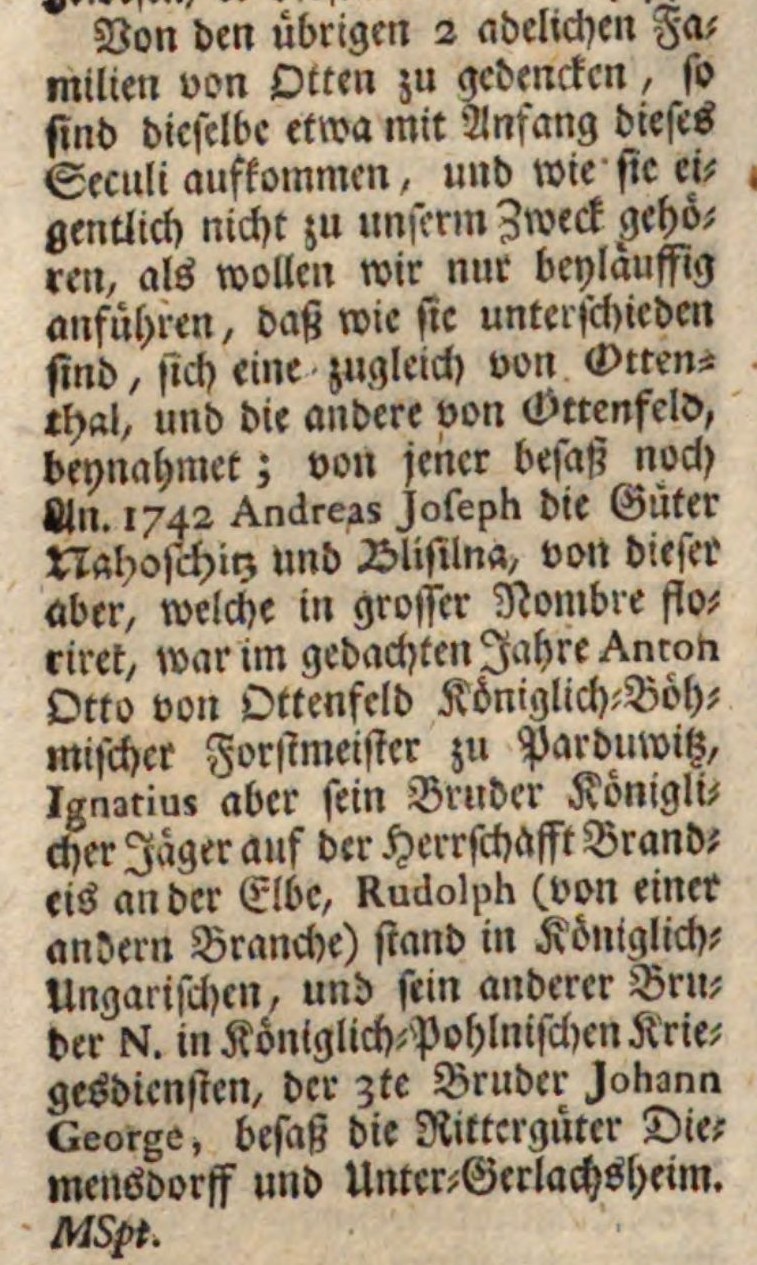 Von den übrigen 2 adelichen Fa⸗
milien von Otten zu gedencken, so
sind dieselbe etwa mit Anfang dieses
Seculi aufkommen, und wie sie ei⸗
gentlich nicht zu unserm Zweck gehö⸗
ren, als wollen wir nur beyläuffig
anführen, daß wie sie unterschieden
sind, sich eine zugleich von Otten⸗
thal, und die andere von Ottenfeld,
beynahmet; von jener besaß noch
An. 1742 Andreas Joseph die Güter
Nahoschitz und Blisilna, von dieser
aber, welche in grosser Nombre flo⸗
riret, war im gedachten Jahre Anton
Otto von Ottenfeld Königlich⸗Böh⸗
mischer Forstmeister zu Parduwitz,
Ignatius aber sein Bruder Königli⸗
cher Jäger auf der Herrschafft Brand⸗
eis an der Elbe, Rudolph (von einer
andern Branche) stand in Königlich⸗
Ungarischen, und sein anderer Bru⸗
der N. in Königlich⸗Pohlnischen Krie⸗
gesdiensten, der 3te Bruder Johann
George, besaß die Rittergüter Die⸗
mensdorff und Unter⸗Gerlachsheim.
MSpt.